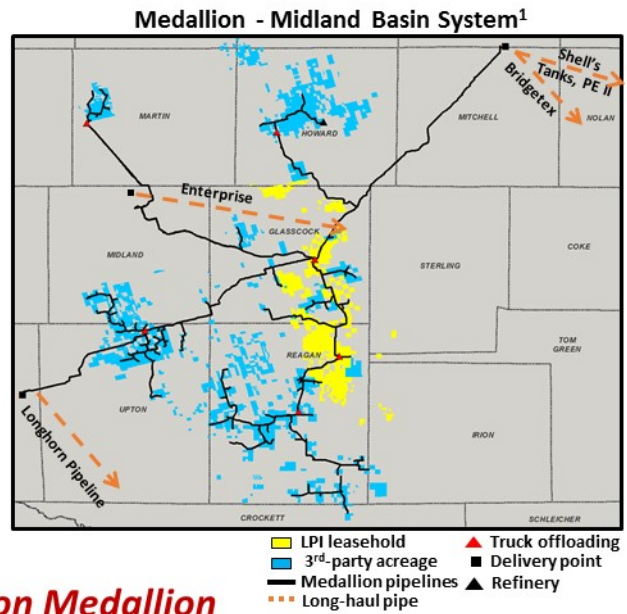 Medallion - Midland Basin System1
Shell's
Tanks, PE II
Bridgetex
NOLAN
MARTIN
HOWARD
MITCHELL
Enterprise
GLASSCOCK
MIDLAND
STERLING
COKE
TOM
GREEN
REAGAN
UPTON
Longhorn Pipeline
IRION
CROCKETT
SCHLEICHER
LPI leasehold
Truck offloading
3rd-party acreage
Delivery point
Medallion pipelines
Refinery
Long-haul pipe
on Medallion